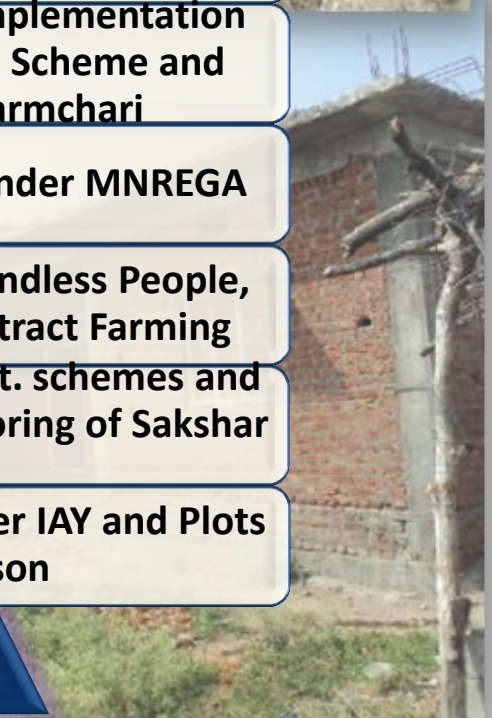 Scheme and
armchari
nder MNREGA
ndless People,
tract Farming
t. schemes and
oring of Sakshar
er IAY and Plots
son